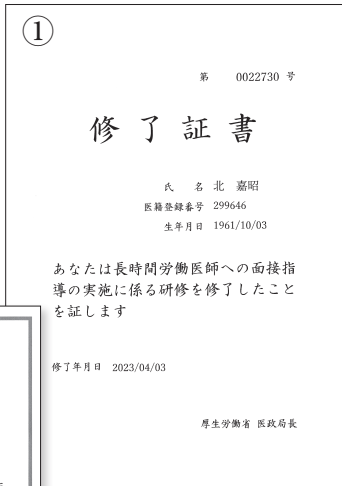 ①
第 0022730 号
修了証書
氏 名 北 嘉昭
医籍登録番号 299646
生年月日 1961/10/03
あなたは長時間労働医師への面接指
導の実施に係る研修を修了したこと
を証します
修了年月日 2023/04/03
厚生労働省 医政局長